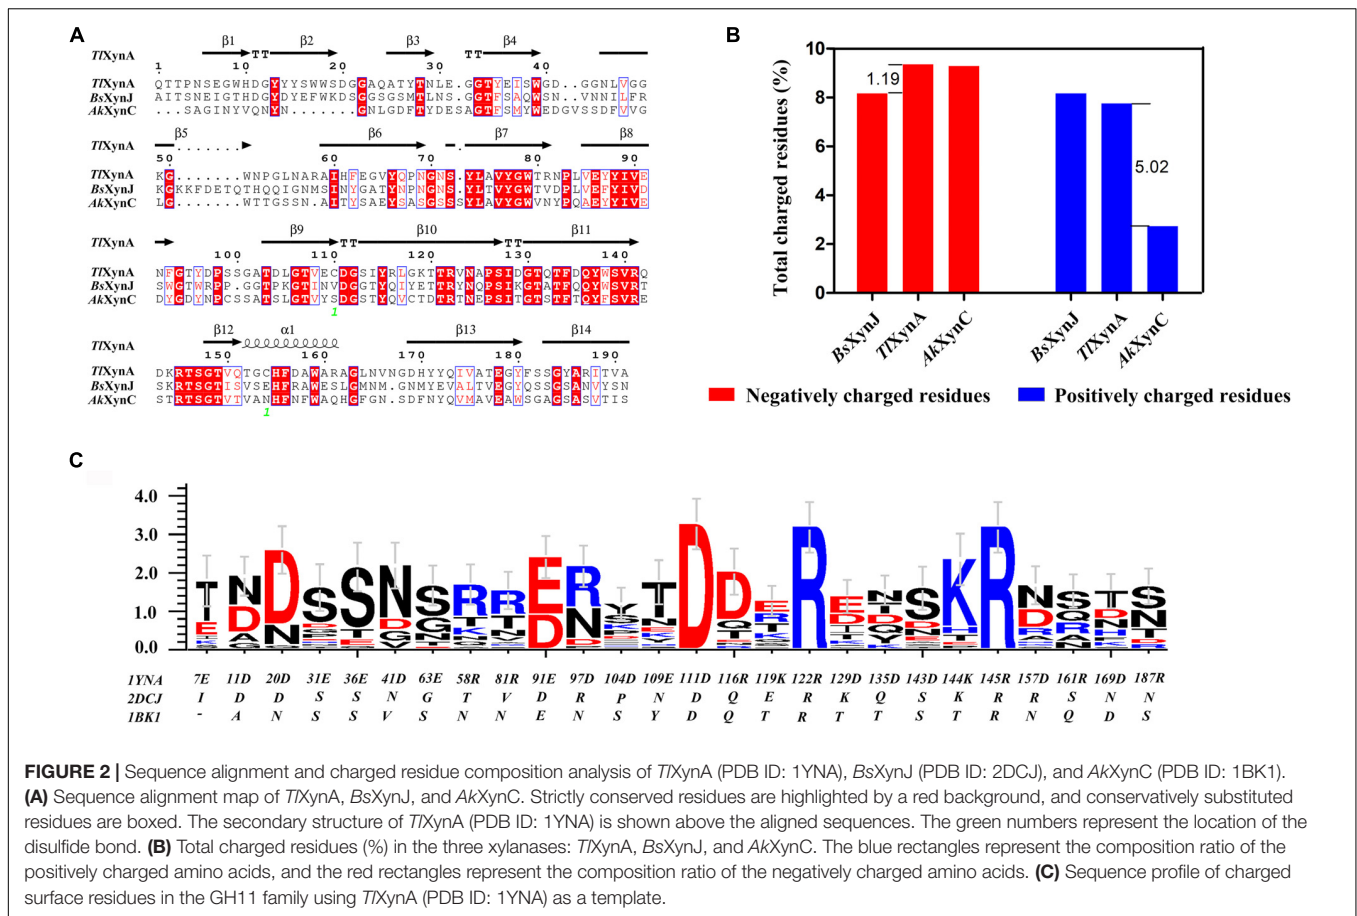 A
TlXynA β1 TT β2 β3 TT β4
1 10 20 30 40
TlXynA QTTPNSEGWHDGYYYSWWSDGGAQATYTNLE.GGTYEISWGD..GGNLVGG
BsXynJ AITSNEIGTHDGYDYEFWKDSGGSGSMTLNS.GGTFSAQWSN..VNNILFR
AkXynC ...SAGINYVQNYN.......GNLGDFTYDESAGTFSMYWEDGVSSDFVVG
TlXynA β5 β6 β7 β8
50 60 70 80 90
TlXynA KG.......WNPGLNARAIHFEGVYQPNGNS.YLAVYGWTRNPLVEYYIVE
BsXynJ KGKKFDETQTHQQIGNMSINYGATYNPNGNS.YLTVYGWTVDPLVEFYIVD
AkXynC LG.......WTTGSSNAITYSAEYSASGSSSYLAVYGWVNYPQAEYYIVE
TlXynA β9 TT β10 TT β11
100 110 120 130 140
TlXynA NFGTYDPSSGATDLGTVECDGSIYRLGKTTRVNAPSIDGTQTFDQYWSVRQ
BsXynJ SWGTWRPP.GGTPKGTINVDGGTYQIYETTRYNQPSIKGTATFQQYWSVRT
AkXynC DYGDYNPCSSATSLGTVYSDGSTYQVCTDTRTNEPSITGTSTFTQYFSVRE
1
TlXynA β12 α1 β13 β14
150 160 170 180 190
TlXynA DKRTSGTVQTGCHFDAWARAGLNVNGDHYYQIVATEGYFSSGYARITVA
BsXynJ SKRTSGTISVSEHFRAWESLGMNM.GNMYEVALTVEGYQSSGYANVYSN
AkXynC STRTSGTVTVANHFNFWAQHGFGN.SDFNYQVMAVEAWSGAGSASVTIS
1
B
Total charged residues (%)
10
8
6
4
2
0
1.19
5.02
BsXynJ TlXynA AkXynC BsXynJ TlXynA AkXynC
Negatively charged residues Positively charged residues
C
4.0
3.0
2.0
1.0
0.0
1YNA 7E 11D 20D 31E 36E 41D 63E 58R 81R 91E 97D 104D 109E 111D 116R 119K 122R 129D 135D 143D 144K 145R 157D 161R 169D 187R
2DCJ I D D S S N G T V D R P N D Q E R K Q S K R R S N N
1BK1 - A N S S V S N N E N S Y D Q T R T T S T R N Q D S
FIGURE 2 | Sequence alignment and charged residue composition analysis of TlXynA (PDB ID: 1YNA), BsXynJ (PDB ID: 2DCJ), and AkXynC (PDB ID: 1BK1).
(A) Sequence alignment map of TlXynA, BsXynJ, and AkXynC. Strictly conserved residues are highlighted by a red background, and conservatively substituted
residues are boxed. The secondary structure of TlXynA (PDB ID: 1YNA) is shown above the aligned sequences. The green numbers represent the location of the
disulfide bond. (B) Total charged residues (%) in the three xylanases: TlXynA, BsXynJ, and AkXynC. The blue rectangles represent the composition ratio of the
positively charged amino acids, and the red rectangles represent the composition ratio of the negatively charged amino acids. (C) Sequence profile of charged
surface residues in the GH11 family using TlXynA (PDB ID: 1YNA) as a template.